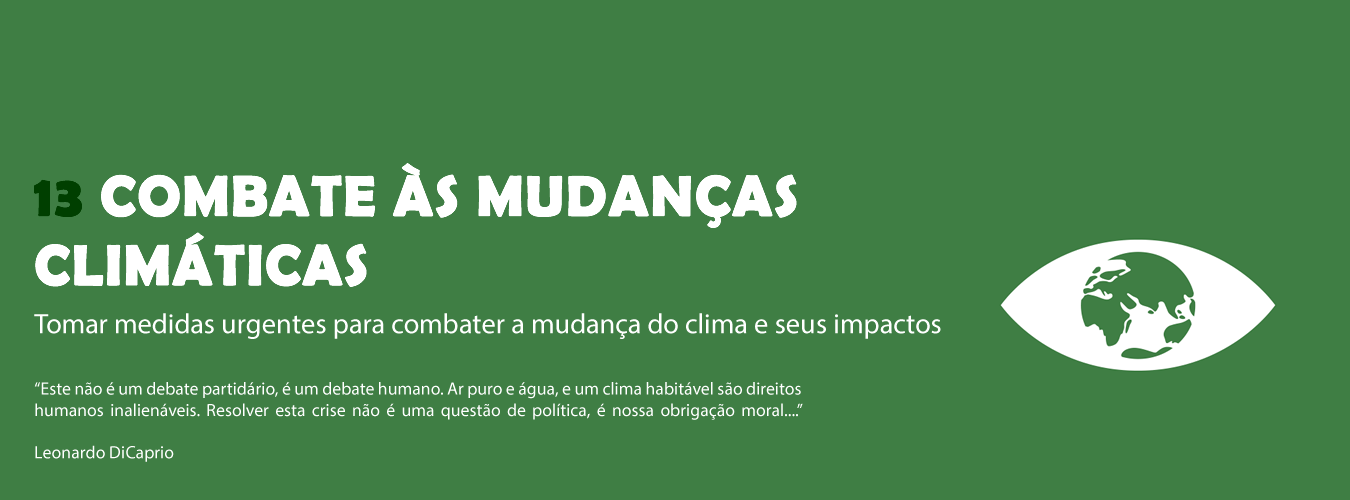 13 COMBATE ÀS MUDANÇAS
CLIMÁTICAS
Tomar medidas urgentes para combater a mudança do clima e seus impactos
“Este não é um debate partidário, é um debate humano. Ar puro e água, e um clima habitável são direitos
humanos inalienáveis. Resolver esta crise não é uma questão de política, é nossa obrigação moral....”
Leonardo DiCaprio